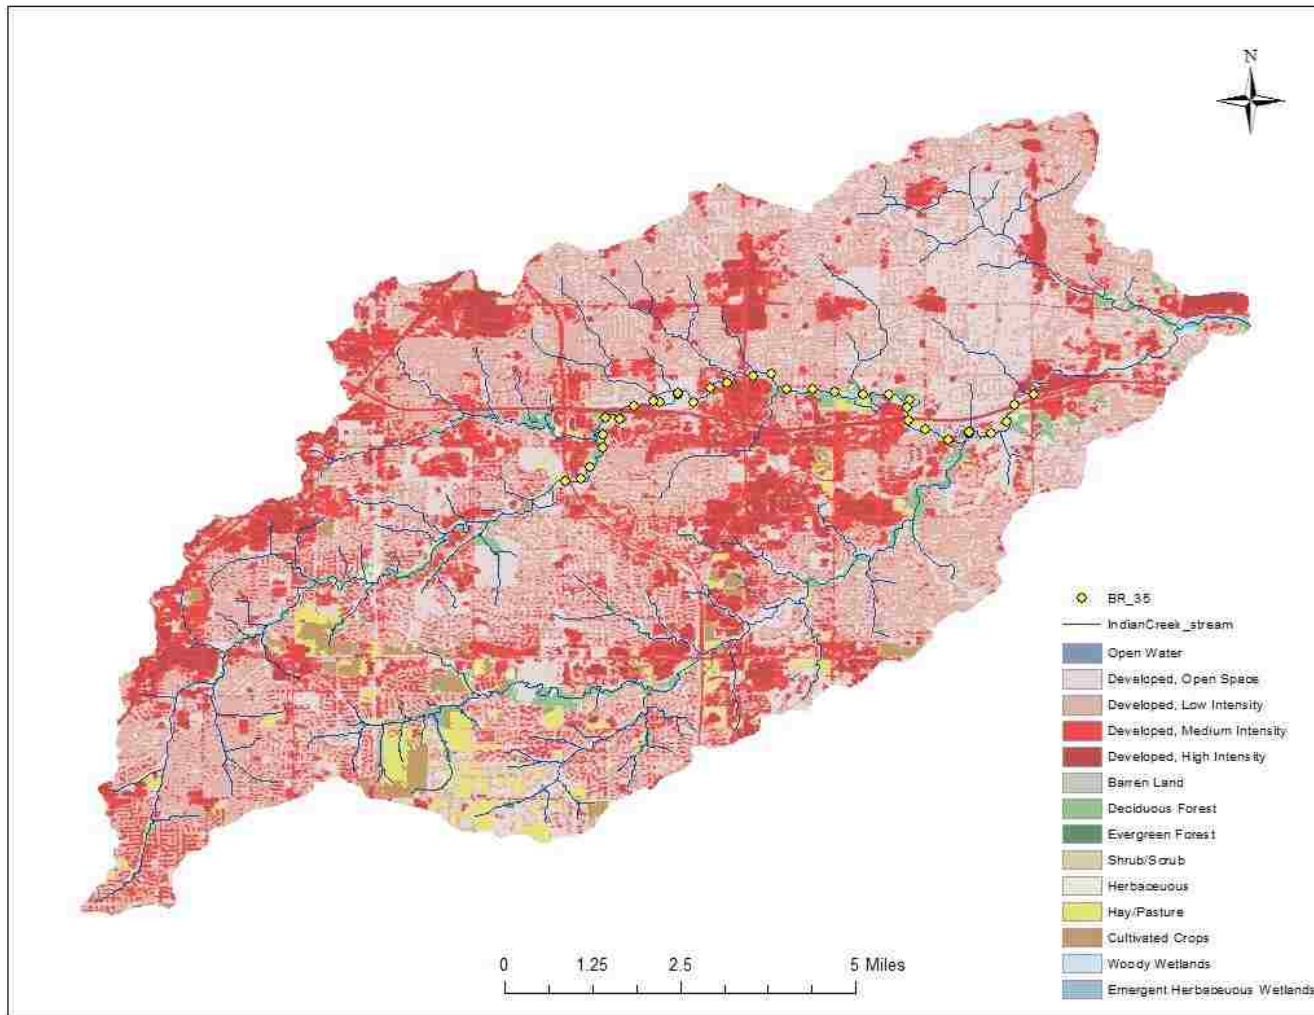 N
BR_35
IndianCreek_stream
Open Water
Developed, Open Space
Developed, Low Intensity
Developed, Medium Intensity
Developed, High Intensity
Barren Land
Deciduous Forest
Evergreen Forest
Shrub/Scrub
Herbaceuous
Hay/Pasture
Cultivated Crops
Woody Wetlands
Emergent Herbaceuous Wetlands
0 1.25 2.5 5 Miles